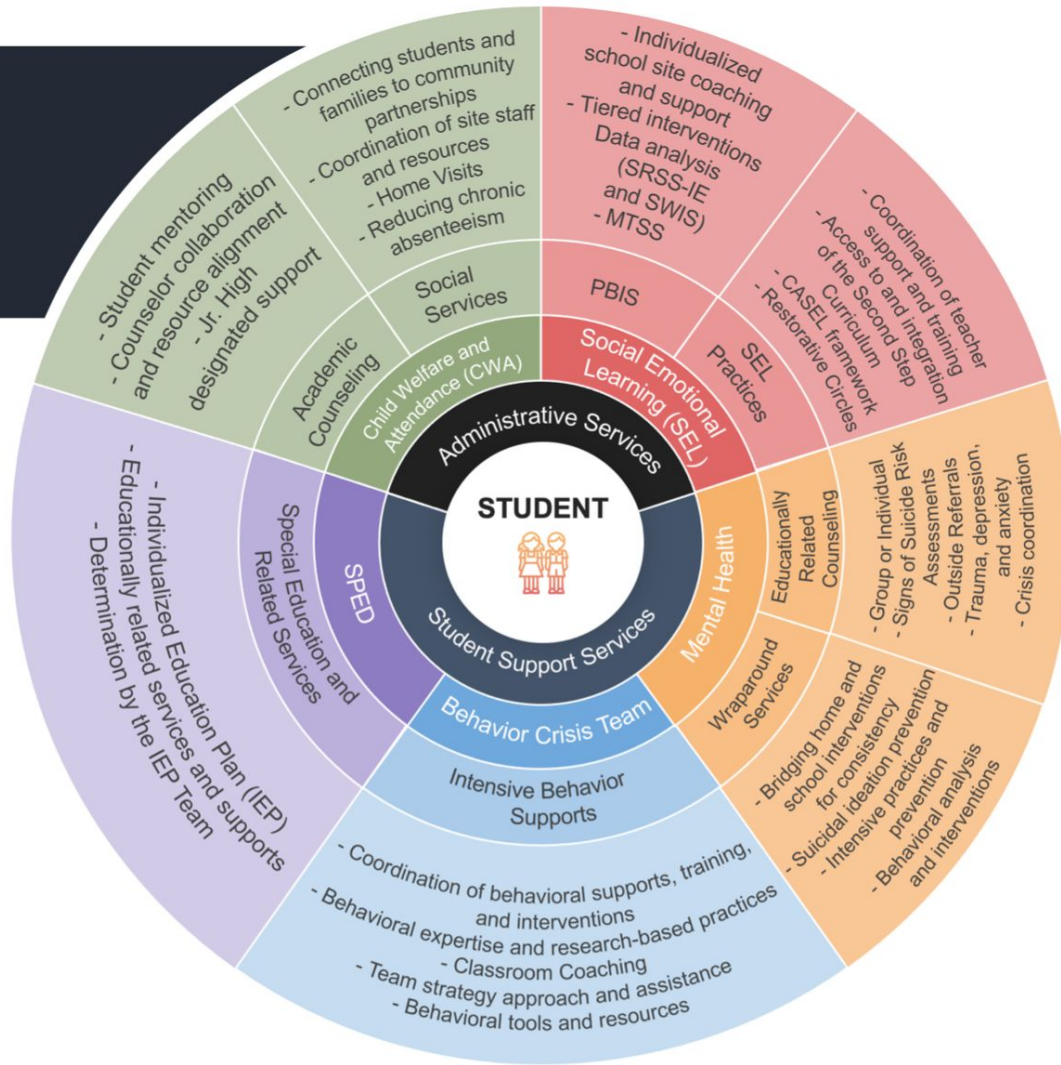 STUDENT
Administrative Services
Student Support Services
Social Emotional
Learning (SEL)
PBIS
- Individualized
school site coaching
and support
- Tiered interventions
Data analysis
(SRSS-IE
and SWIS)
- MTSS
SEL
Practices
- Coordination of teacher
support and training
- Access to and integration
of the Second Step
Curriculum
- CASEL framework
- Restorative Circles
Mental Health
Educationally
Related
Counseling
- Group or Individual
- Signs of Suicide Risk
Assessments
- Outside Referrals
- Trauma, depression,
and anxiety
- Crisis coordination
Wraparound
Services
- Bridging home and
school interventions
for consistency
- Suicidal ideation prevention
- Intensive practices and
prevention
- Behavioral analysis
and interventions
Behavior Crisis Team
Intensive Behavior
Supports
- Coordination of behavioral supports, training,
and interventions
- Behavioral expertise and research-based practices
- Classroom Coaching
- Team strategy approach and assistance
- Behavioral tools and resources
SPED
Special Education and
Related Services
- Individualized Education Plan (IEP)
- Educationally related services and supports
- Determination by the IEP Team
Child Welfare and
Attendance (CWA)
Academic
Counseling
- Student mentoring
- Counselor collaboration
and resource alignment
- Jr. High
designated support
Social
Services
- Connecting students and
families to community
partnerships
- Coordination of site staff
and resources
- Home Visits
- Reducing chronic
absenteeism